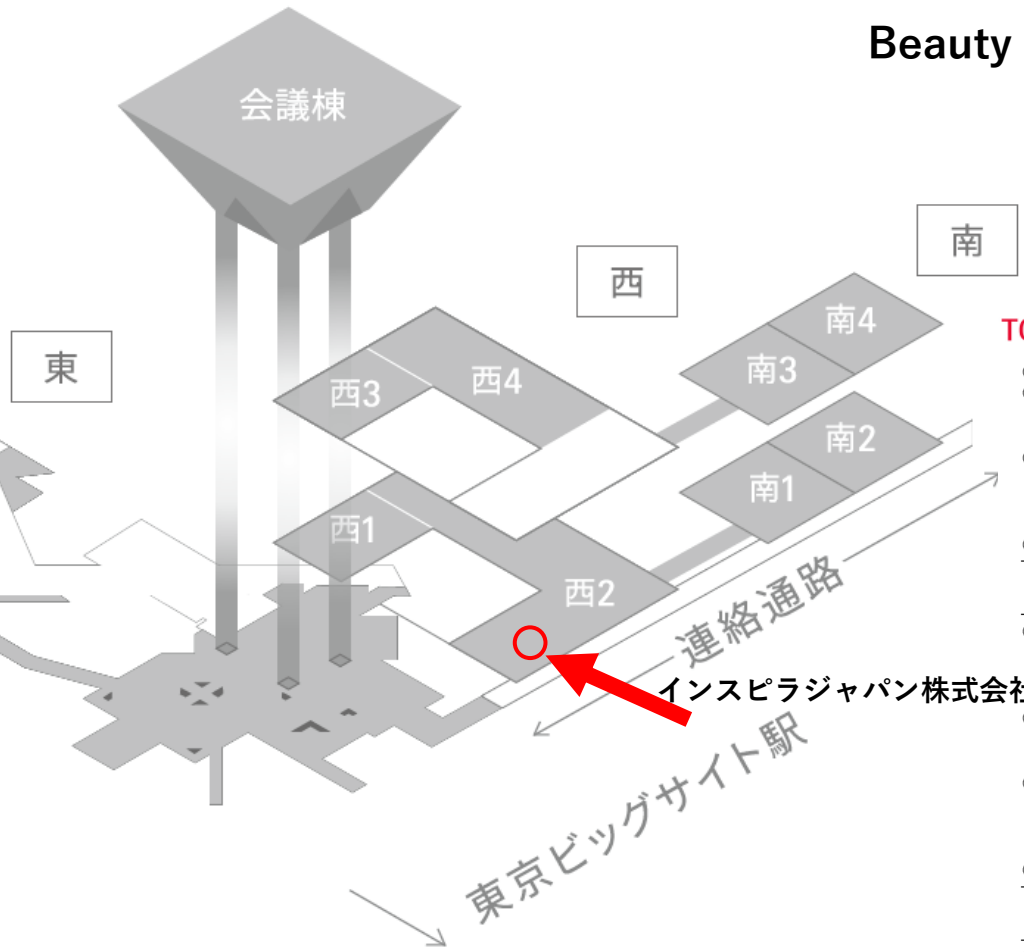 Beauty
会議棟
南
西
東
南4
南3
西4
西3
南2
南1
西1
西2
連絡通路
インスピラジャパン株式会社
東京ビッグサイト駅